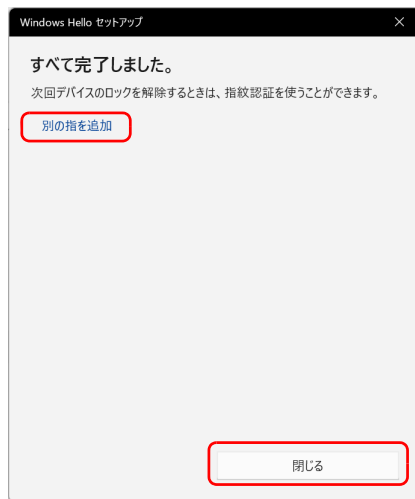 Windows Hello セットアップ
すべて完了しました。
次回デバイスのロックを解除するときは、指紋認証を使うことができます。
別の指を追加
閉じる